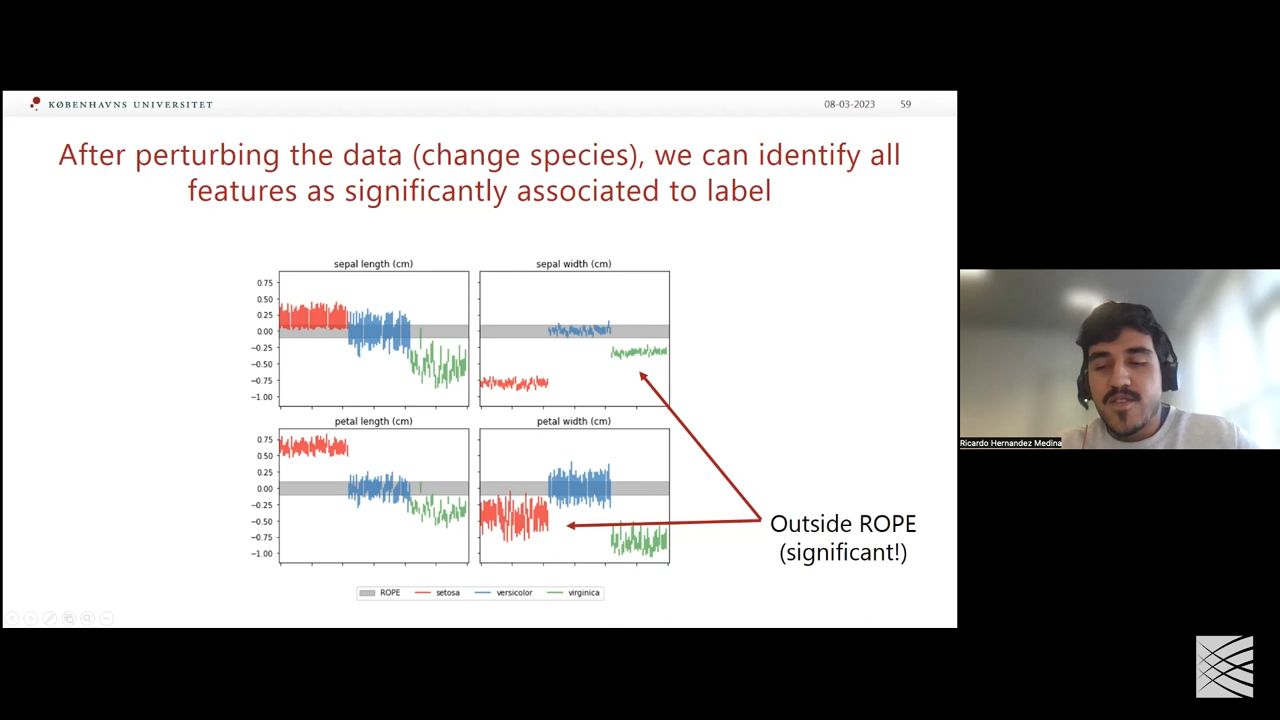 KØBENHAVNS UNIVERSITET
08-03-2023 59
After perturbing the data (change species), we can identify all
features as significantly associated to label
sepal length (cm)
sepal width (cm)
0.75
0.50
0.25
0.00
−0.25
−0.50
−0.75
−1.00
petal length (cm)
petal width (cm)
0.75
0.50
0.25
0.00
−0.25
−0.50
−0.75
−1.00
Outside ROPE
(significant!)
ROPE setosa versicolor virginica
Ricardo Hernandez Medina